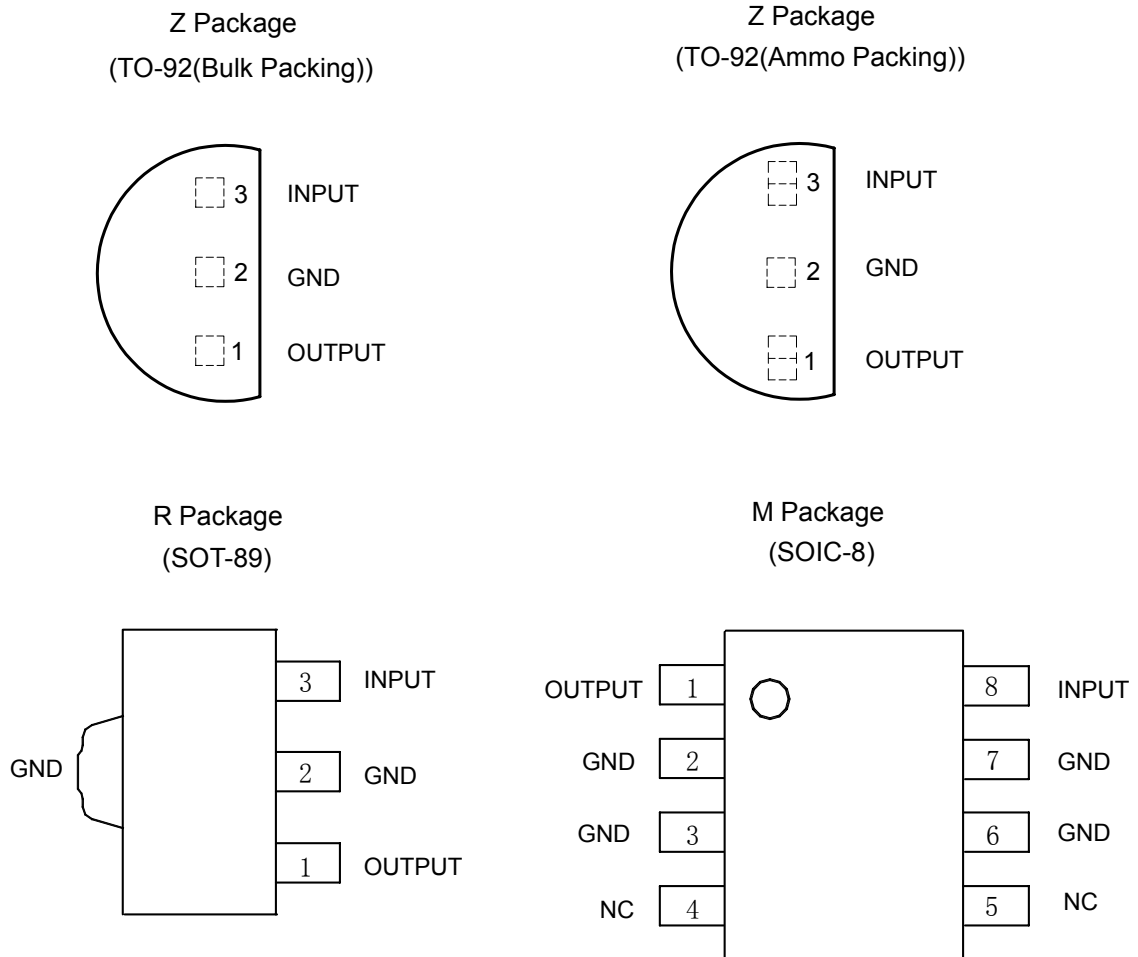 Z Package
(TO-92(Bulk Packing))
3 INPUT
2 GND
1 OUTPUT
Z Package
(TO-92(Ammo Packing))
3 INPUT
2 GND
1 OUTPUT
R Package
(SOT-89)
3 INPUT
GND 2 GND
1 OUTPUT
M Package
(SOIC-8)
OUTPUT 1 8 INPUT
GND 2 7 GND
GND 3 6 GND
NC 4 5 NC